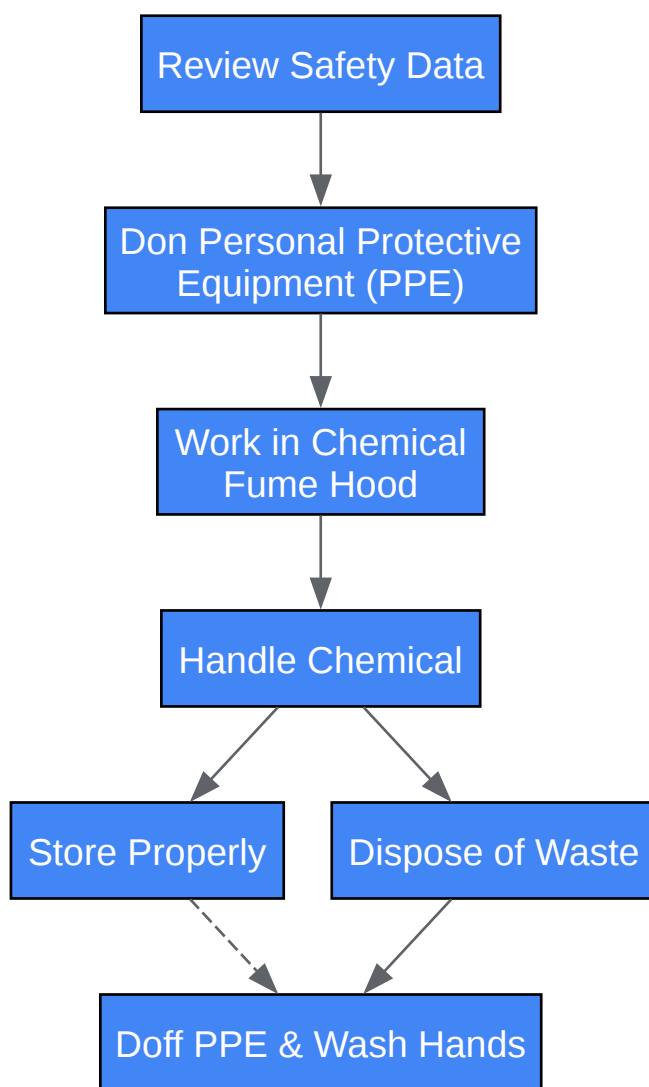 Review Safety Data
Don Personal Protective
Equipment (PPE)
Work in Chemical
Fume Hood
Handle Chemical
Store Properly
Dispose of Waste
Doff PPE & Wash Hands